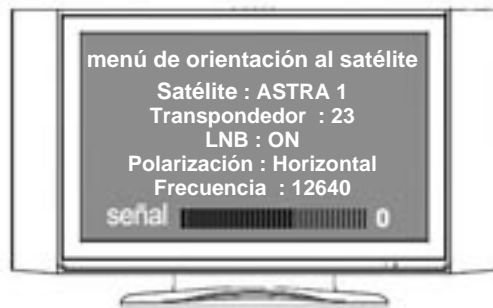 menú de orientación al satélite
Satélite : ASTRA 1
Transpondedor : 23
LNB : ON
Polarización : Horizontal
Frecuencia : 12640
señal 0